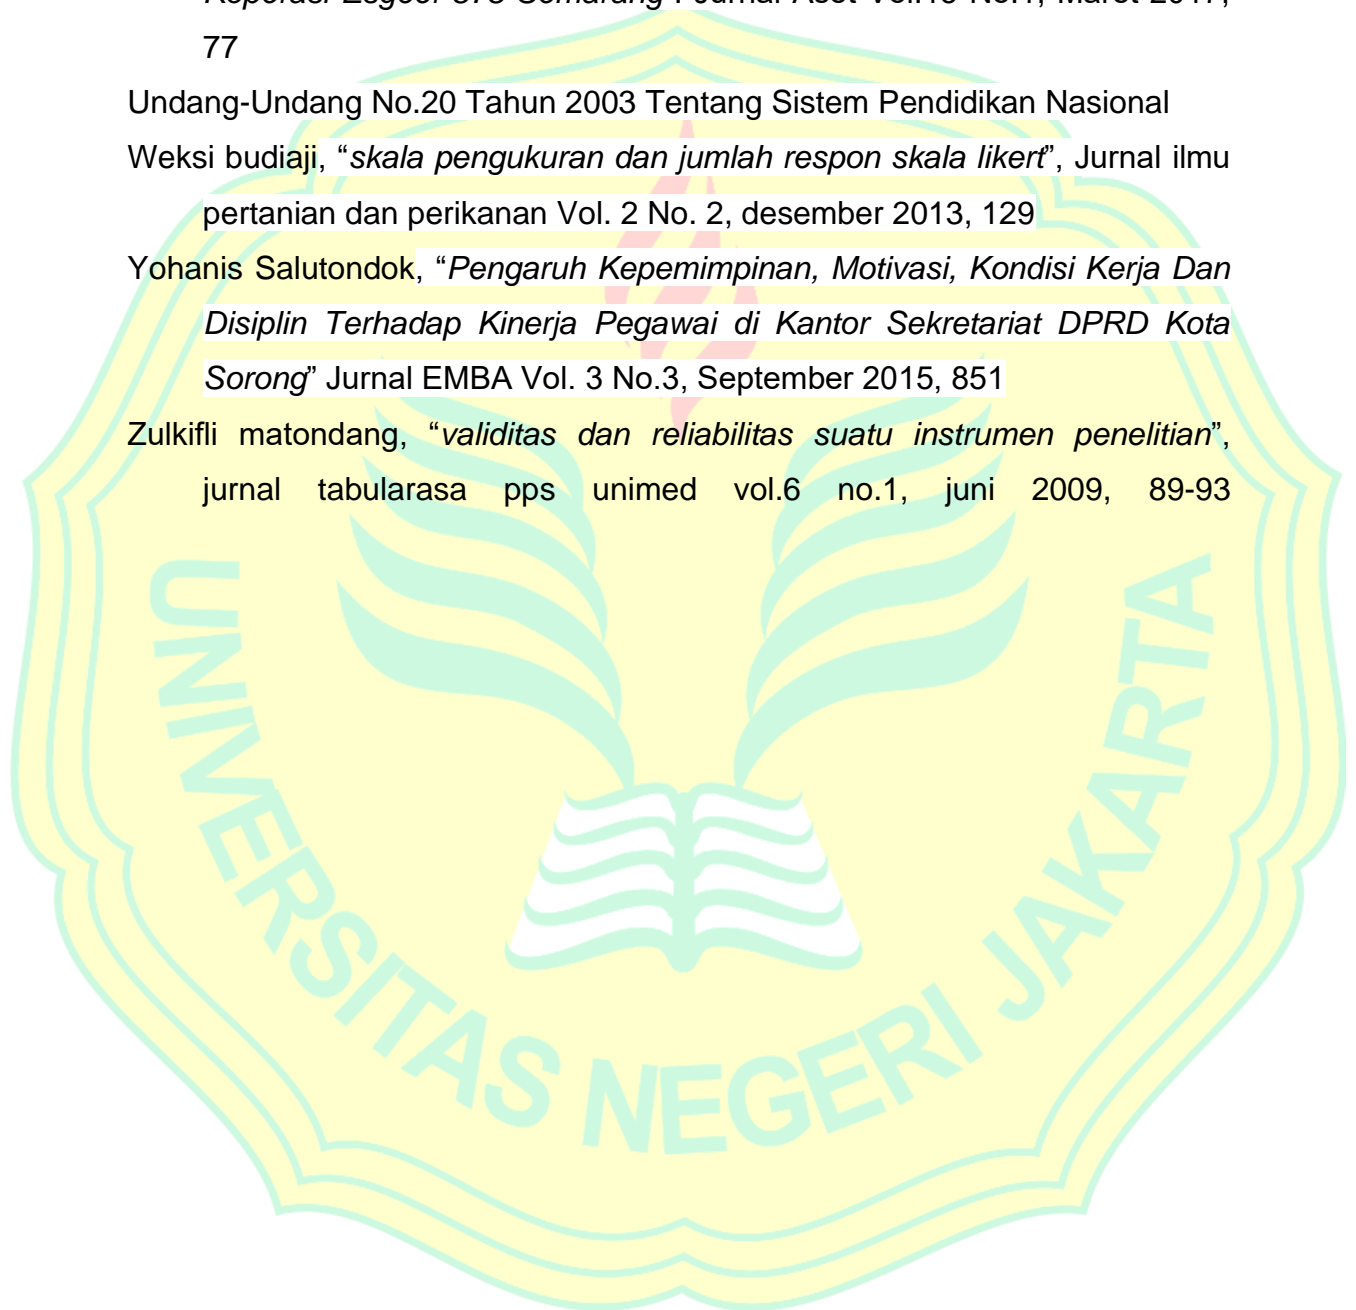 77
Undang-Undang No.20 Tahun 2003 Tentang Sistem Pendidikan Nasional
Weksi budiaji, “skala pengukuran dan jumlah respon skala likert”, Jurnal ilmu
pertanian dan perikanan Vol. 2 No. 2, desember 2013, 129
Yohanis Salutondok, “Pengaruh Kepemimpinan, Motivasi, Kondisi Kerja Dan
Disiplin Terhadap Kinerja Pegawai di Kantor Sekretariat DPRD Kota
Sorong” Jurnal EMBA Vol. 3 No.3, September 2015, 851
Zulkifli matondang, “validitas dan reliabilitas suatu instrumen penelitian”,
jurnal tabularasa pps unimed vol.6 no.1, juni 2009, 89-93
UNIVERSITAS NEGERI JAKARTA